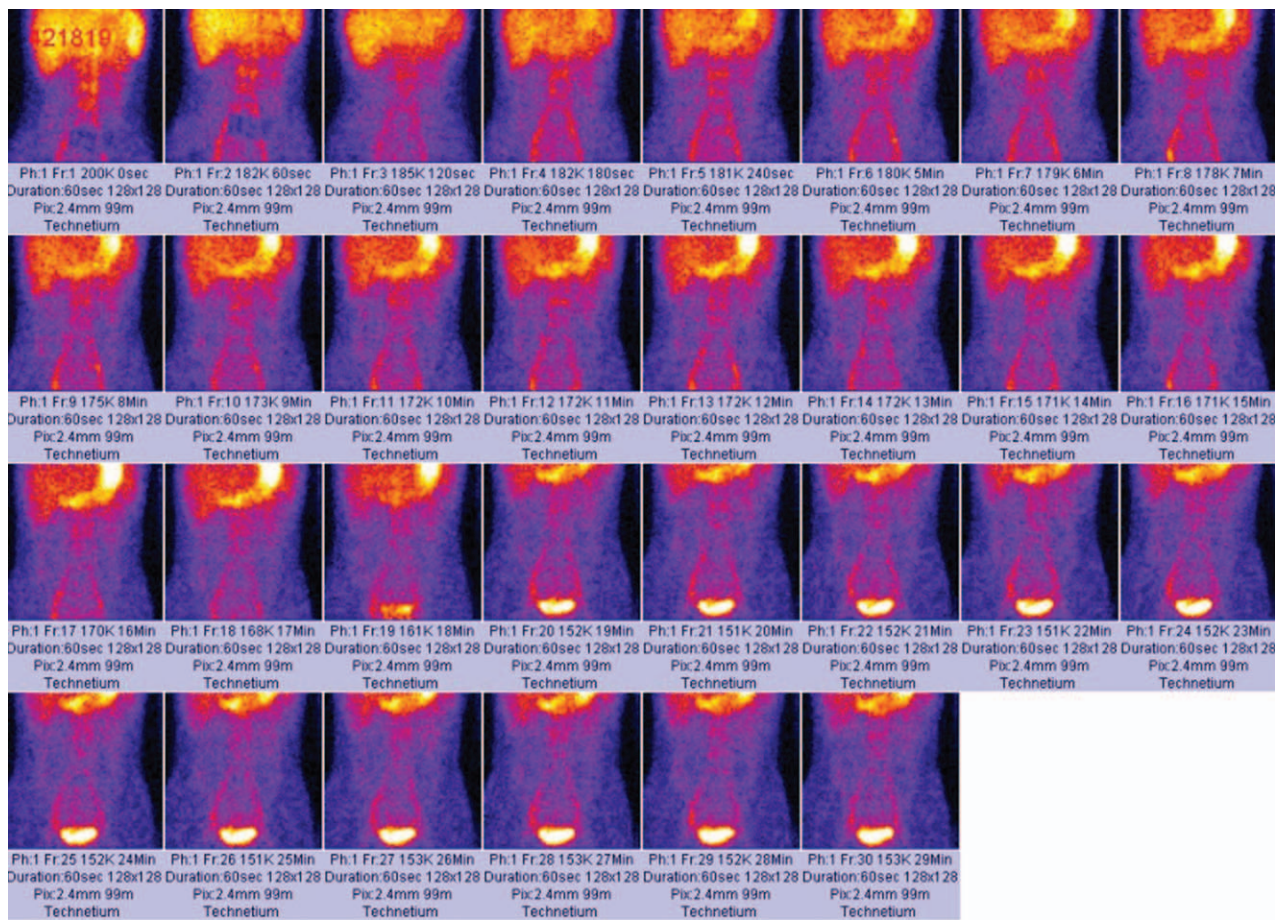 421819
Ph:1 Fr:1 200K 0sec
Duration:60sec 128x128
Pix:2.4mm 99m
Technetium
Ph:1 Fr:2 182K 60sec
Duration:60sec 128x128
Pix:2.4mm 99m
Technetium
Ph:1 Fr:3 185K 120sec
Duration:60sec 128x128
Pix:2.4mm 99m
Technetium
Ph:1 Fr:4 182K 180sec
Duration:60sec 128x128
Pix:2.4mm 99m
Technetium
Ph:1 Fr:5 181K 240sec
Duration:60sec 128x128
Pix:2.4mm 99m
Technetium
Ph:1 Fr:6 180K 5Min
Duration:60sec 128x128
Pix:2.4mm 99m
Technetium
Ph:1 Fr:7 179K 6Min
Duration:60sec 128x128
Pix:2.4mm 99m
Technetium
Ph:1 Fr:8 178K 7Min
Duration:60sec 128x128
Pix:2.4mm 99m
Technetium
Ph:1 Fr:9 175K 8Min
Duration:60sec 128x128
Pix:2.4mm 99m
Technetium
Ph:1 Fr:10 173K 9Min
Duration:60sec 128x128
Pix:2.4mm 99m
Technetium
Ph:1 Fr:11 172K 10Min
Duration:60sec 128x128
Pix:2.4mm 99m
Technetium
Ph:1 Fr:12 172K 11Min
Duration:60sec 128x128
Pix:2.4mm 99m
Technetium
Ph:1 Fr:13 172K 12Min
Duration:60sec 128x128
Pix:2.4mm 99m
Technetium
Ph:1 Fr:14 172K 13Min
Duration:60sec 128x128
Pix:2.4mm 99m
Technetium
Ph:1 Fr:15 171K 14Min
Duration:60sec 128x128
Pix:2.4mm 99m
Technetium
Ph:1 Fr:16 171K 15Min
Duration:60sec 128x128
Pix:2.4mm 99m
Technetium
Ph:1 Fr:17 170K 16Min
Duration:60sec 128x128
Pix:2.4mm 99m
Technetium
Ph:1 Fr:18 168K 17Min
Duration:60sec 128x128
Pix:2.4mm 99m
Technetium
Ph:1 Fr:19 161K 18Min
Duration:60sec 128x128
Pix:2.4mm 99m
Technetium
Ph:1 Fr:20 152K 19Min
Duration:60sec 128x128
Pix:2.4mm 99m
Technetium
Ph:1 Fr:21 151K 20Min
Duration:60sec 128x128
Pix:2.4mm 99m
Technetium
Ph:1 Fr:22 152K 21Min
Duration:60sec 128x128
Pix:2.4mm 99m
Technetium
Ph:1 Fr:23 151K 22Min
Duration:60sec 128x128
Pix:2.4mm 99m
Technetium
Ph:1 Fr:24 152K 23Min
Duration:60sec 128x128
Pix:2.4mm 99m
Technetium
Ph:1 Fr:25 152K 24Min
Duration:60sec 128x128
Pix:2.4mm 99m
Technetium
Ph:1 Fr:26 151K 25Min
Duration:60sec 128x128
Pix:2.4mm 99m
Technetium
Ph:1 Fr:27 153K 26Min
Duration:60sec 128x128
Pix:2.4mm 99m
Technetium
Ph:1 Fr:28 153K 27Min
Duration:60sec 128x128
Pix:2.4mm 99m
Technetium
Ph:1 Fr:29 152K 28Min
Duration:60sec 128x128
Pix:2.4mm 99m
Technetium
Ph:1 Fr:30 153K 29Min
Duration:60sec 128x128
Pix:2.4mm 99m
Technetium